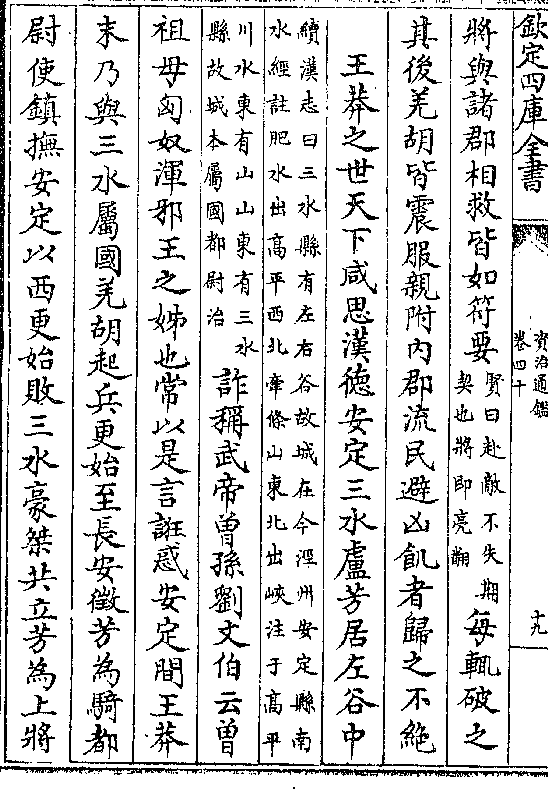 欽定四庫全書
資治通鑑
卷四十
十九
將與諸郡相救皆如符要
賢曰赴敵不失期
契也將即亮翻
每輒破之
其後羌胡皆震服親附内郡流民避凶飢者歸之不絶
王莽之世天下咸思漢德安定三水盧芳居左谷中
續漢志曰三水縣有左右谷故城在今涇州安定縣南
水經註肥水出高平西北牽條山東北出峽注于髙平
川水東有山山東有三水
縣故城本屬國都尉治
詐稱武帝曽孫劉文伯云曽
祖母匈奴渾邪王之姊也常以是言誑惑安定間王莽
末乃與三水屬國羌胡起兵更始至長安徵芳為騎都
尉使鎮撫安定以西更始敗三水豪桀共立芳為上將